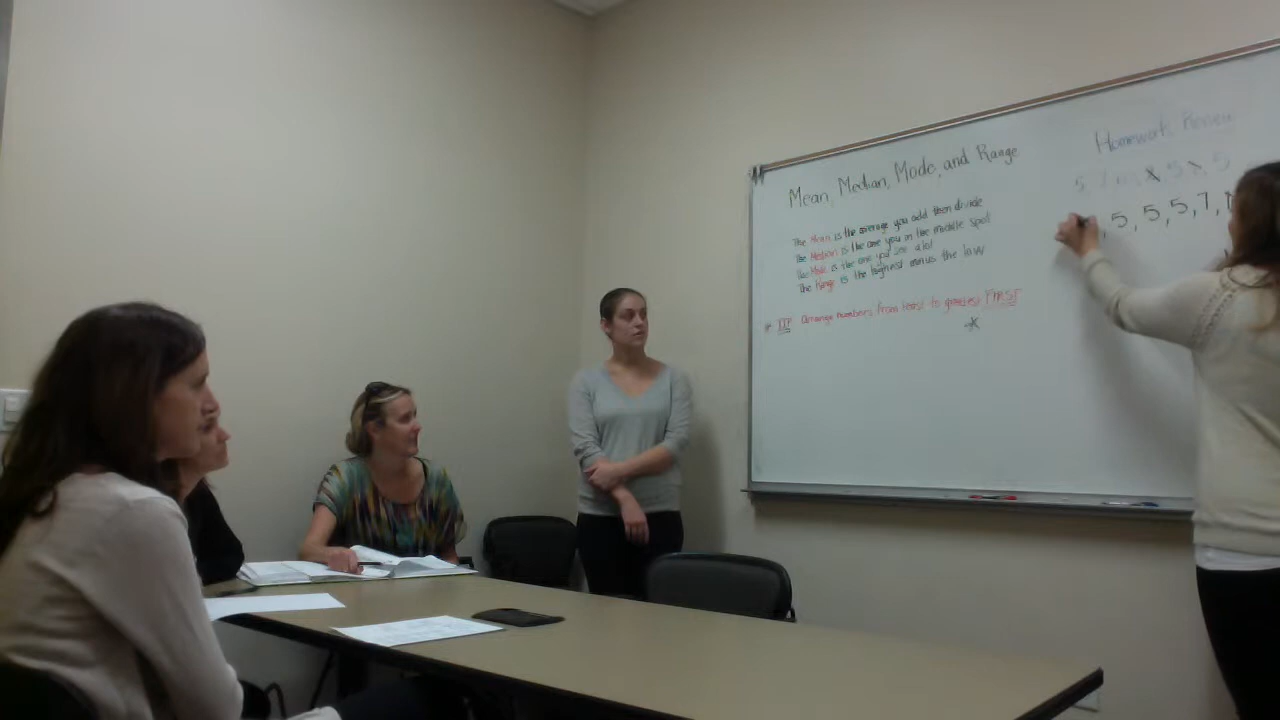 Mean, Median, Mode, and Range
The Mean is the average you add then divide
The Median is the one you in the middle spot
The Mode is the one you see a lot
The Range is the highest minus the low
Arrange numbers from least to greatest FIRST
Homework Review
5 5
, 5, 5, 5, 7,